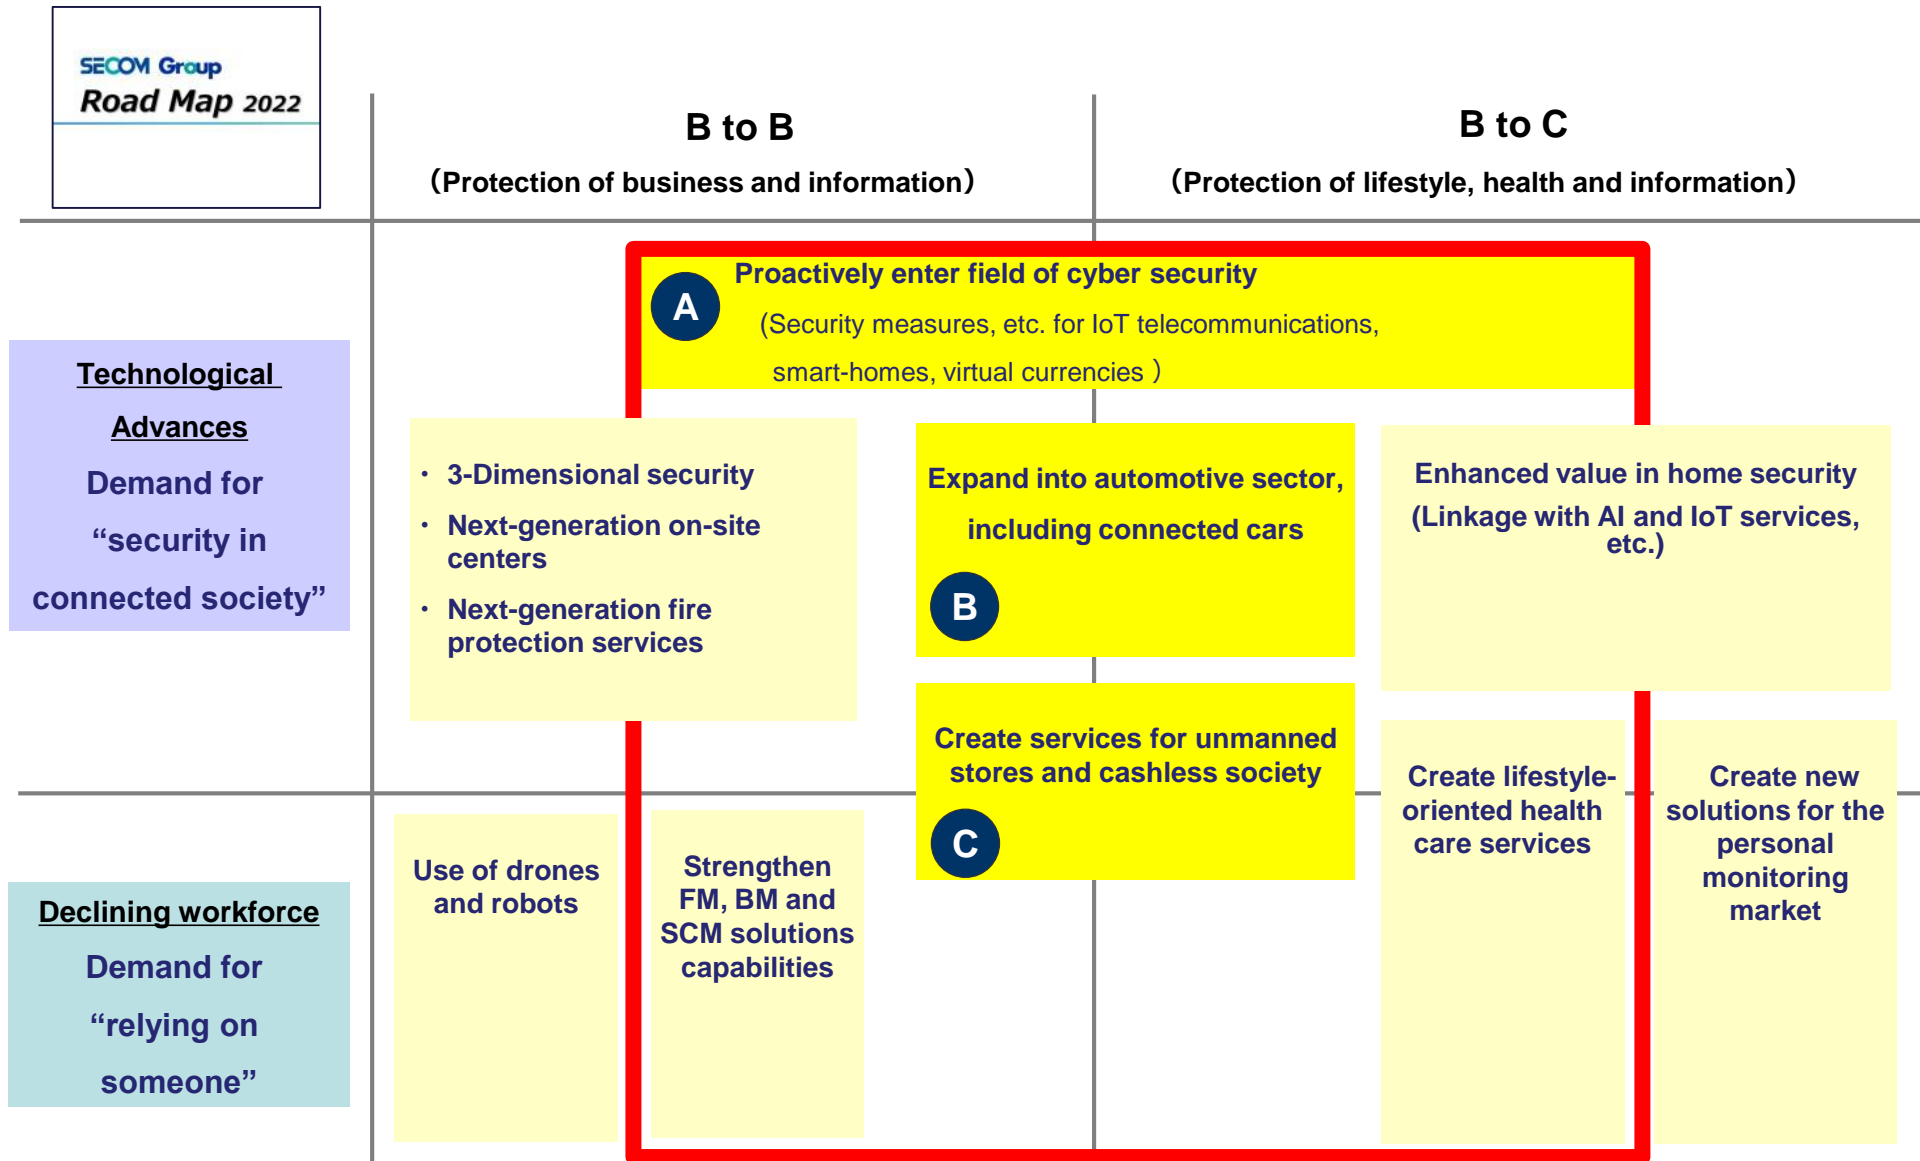 SECOM Group
Road Map 2022
B to B
（Protection of business and information）
B to C
（Protection of lifestyle, health and information）
Technological
Advances
Demand for
“security in
connected society”
A
Proactively enter field of cyber security
（Security measures, etc. for IoT telecommunications,
smart-homes, virtual currencies ）
・ 3-Dimensional security
・ Next-generation on-site
centers
・ Next-generation fire
protection services
Expand into automotive sector,
including connected cars
B
Enhanced value in home security
(Linkage with AI and IoT services,
etc.)
Create services for unmanned
stores and cashless society
C
Declining workforce
Demand for
“relying on
someone”
Use of drones
and robots
Strengthen
FM, BM and
SCM solutions
capabilities
Create lifestyle-
oriented health
care services
Create new
solutions for the
personal
monitoring
market